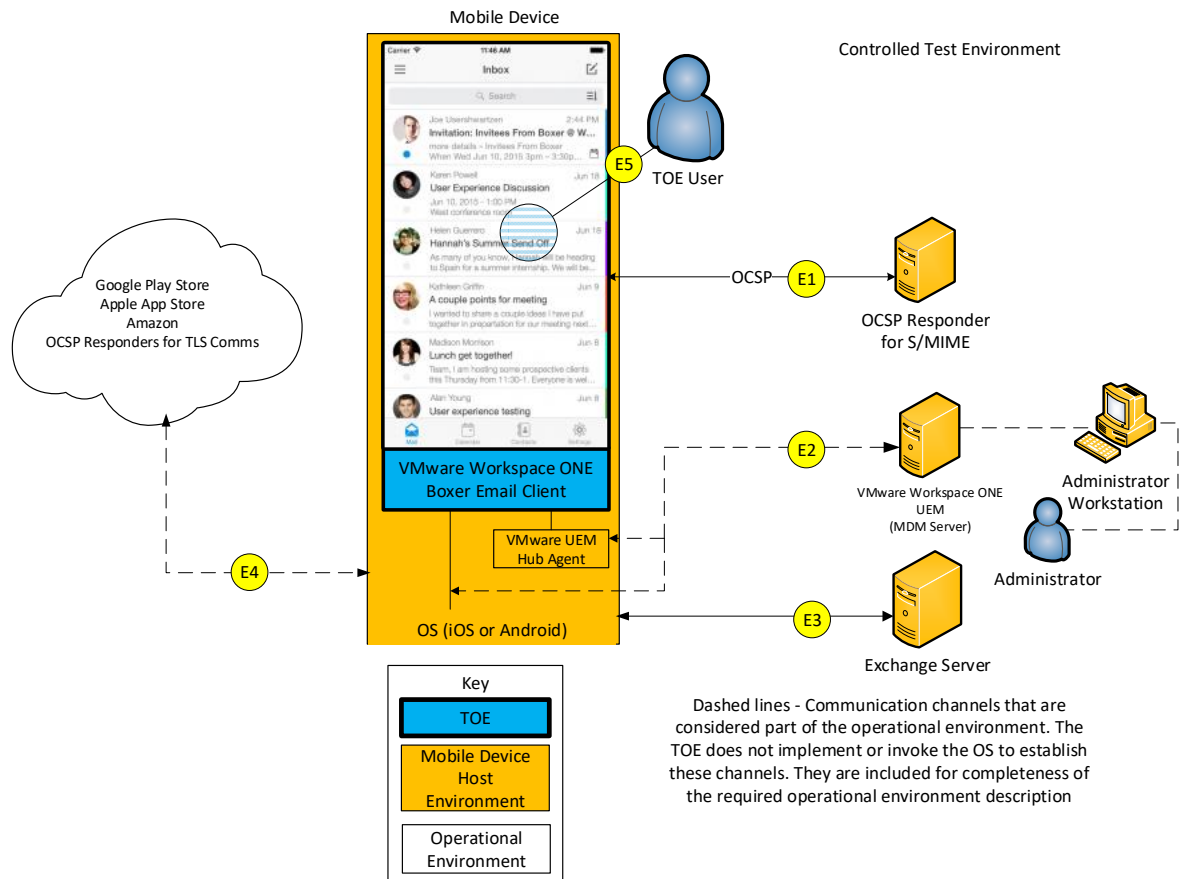 Mobile Device
Controlled Test Environment
Carrier
11:46 AM
Inbox
Search
Joe Usershwartzen 2:44 PM
Invitation: Invitees From Boxer @ W...
more details – Invitees From Boxer
When Wed Jun 10, 2015 3pm – 3:30p...
Karen Powell Jun 18
User Experience Discussion
Jun 10, 2015 - 1:00 PM
West conference room
Helen Guerrero Jun 16
Hannah's Summer Send Off
As many of you know, Hannah will be heading
to Spain for a summer internship. We will be...
Kathleen Griffin Jun 9
A couple points for meeting
I wanted to share a couple ideas I have put
together in preparation for our meeting next...
Madison Morrison Jun 8
Lunch get together!
Team, I am hosting some prospective clients
this Thursday from 11:30-1. Everyone is wel...
Alan Young Jun 8
User experience testing
Mail
Calendar
Contacts
Settings
VMware Workspace ONE
Boxer Email Client
VMware UEM
Hub Agent
OS (iOS or Android)
E5
TOE User
OCSP
E1
OCSP Responder
for S/MIME
Google Play Store
Apple App Store
Amazon
OCSP Responders for TLS Comms
E4
E2
VMware Workspace ONE
UEM
(MDM Server)
Administrator
Workstation
Administrator
E3
Exchange Server
Key
TOE
Mobile Device
Host
Environment
Operational
Environment
Dashed lines - Communication channels that are
considered part of the operational environment. The
TOE does not implement or invoke the OS to establish
these channels. They are included for completeness of
the required operational environment description